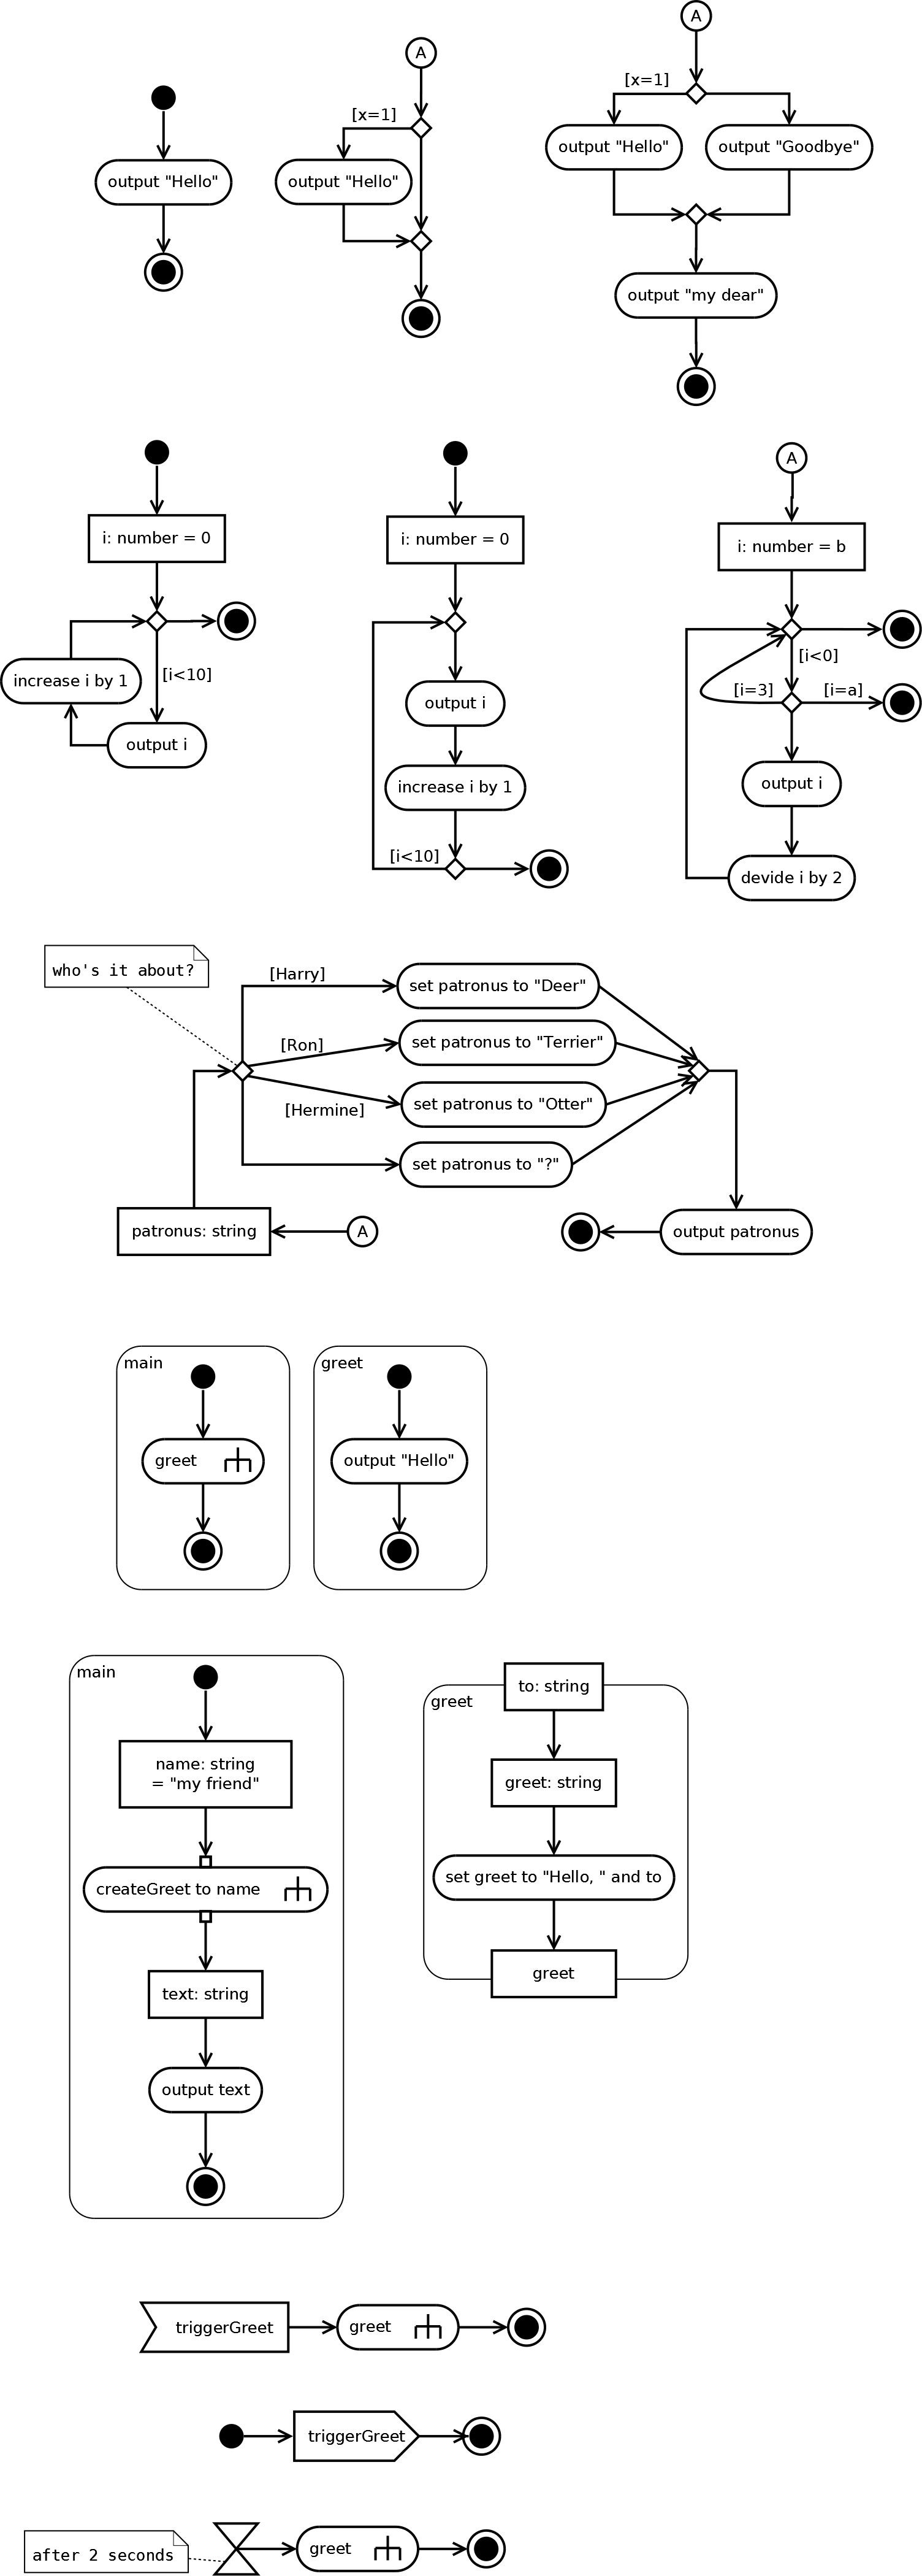 A
[x=1]
output "Hello"
output "Hello"
A
[x=1]
output "Hello"
output "Goodbye"
output "my dear"
i: number = 0
increase i by 1
[i<10]
output i
i: number = 0
output i
increase i by 1
[i<10]
A
i: number = b
[i<0]
[i=3]
[i=a]
output i
devide i by 2
who's it about?
[Harry]
set patronus to "Deer"
[Ron]
set patronus to "Terrier"
[Hermine]
set patronus to "Otter"
set patronus to "?"
patronus: string
A
output patronus
main
greet
greet
output "Hello"
main
name: string
= "my friend"
createGreet to name
text: string
output text
to: string
greet
greet: string
set greet to "Hello, " and to
greet
triggerGreet
greet
triggerGreet
after 2 seconds
greet